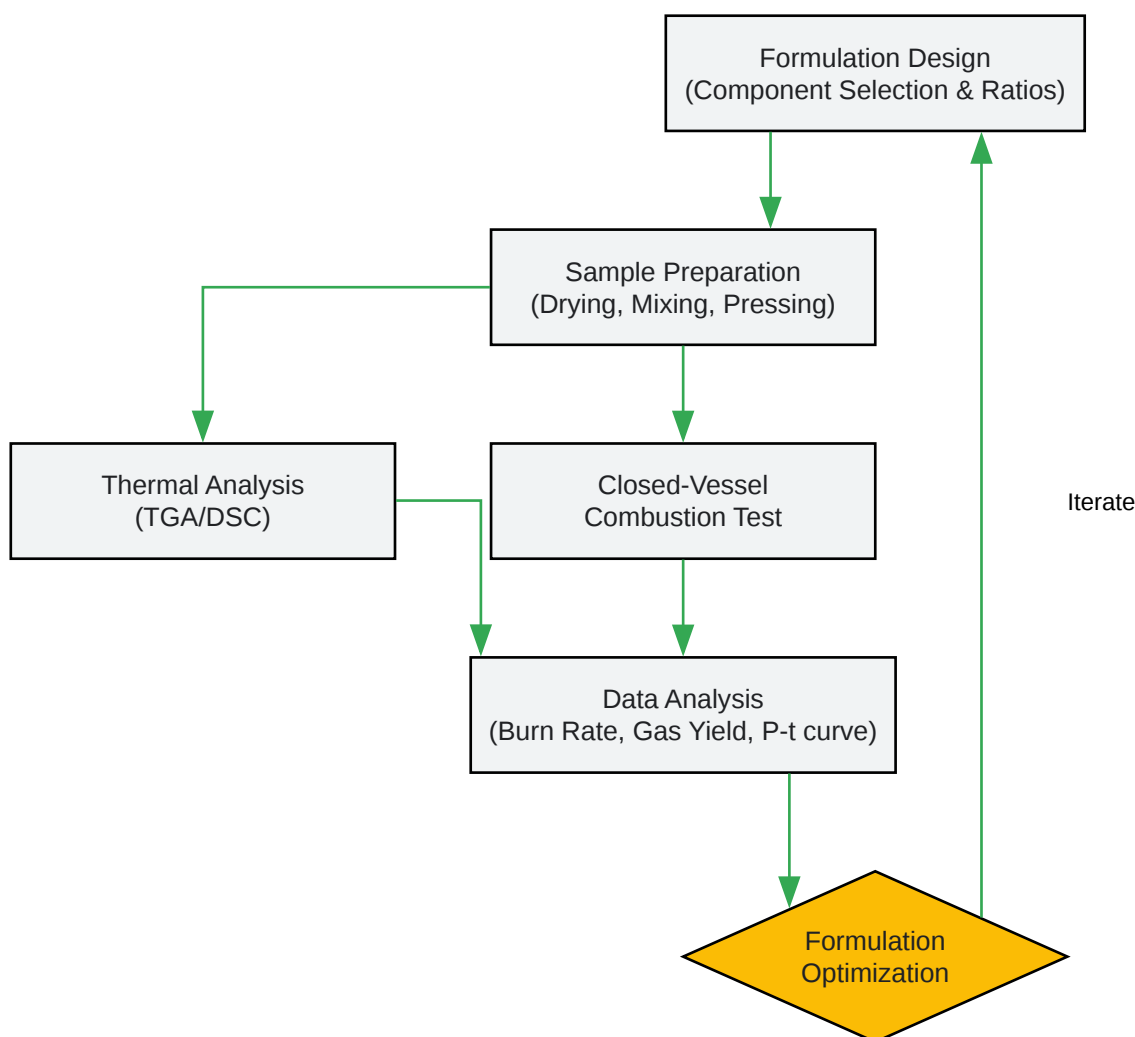 Formulation Design
(Component Selection & Ratios)
Sample Preparation
(Drying, Mixing, Pressing)
Thermal Analysis
(TGA/DSC)
Closed-Vessel
Combustion Test
Iterate
Data Analysis
(Burn Rate, Gas Yield, P-t curve)
Formulation
Optimization